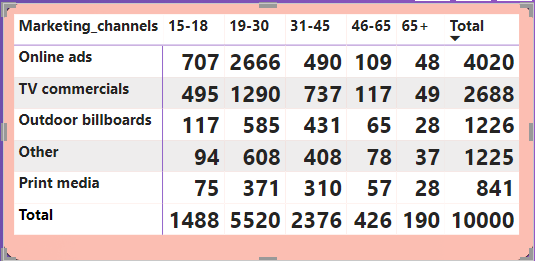 Marketing_channels 15-18 19-30 31-45 46-65 65+ Total
Online ads 707 2666 490 109 48 4020
TV commercials 495 1290 737 117 49 2688
Outdoor billboards 117 585 431 65 28 1226
Other 94 608 408 78 37 1225
Print media 75 371 310 57 28 841
Total 1488 5520 2376 426 190 10000